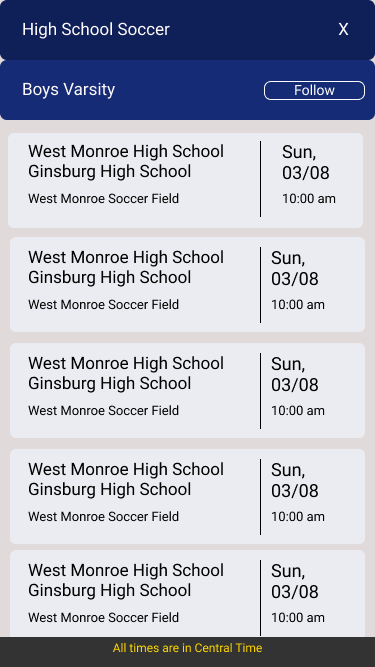 High School Soccer X
Boys Varsity Follow
West Monroe High School
Ginsburg High School
West Monroe Soccer Field
Sun,
03/08
10:00 am
West Monroe High School
Ginsburg High School
West Monroe Soccer Field
Sun,
03/08
10:00 am
West Monroe High School
Ginsburg High School
West Monroe Soccer Field
Sun,
03/08
10:00 am
West Monroe High School
Ginsburg High School
West Monroe Soccer Field
Sun,
03/08
10:00 am
West Monroe High School
Ginsburg High School
West Monroe Soccer Field
Sun,
03/08
10:00 am
All times are in Central Time